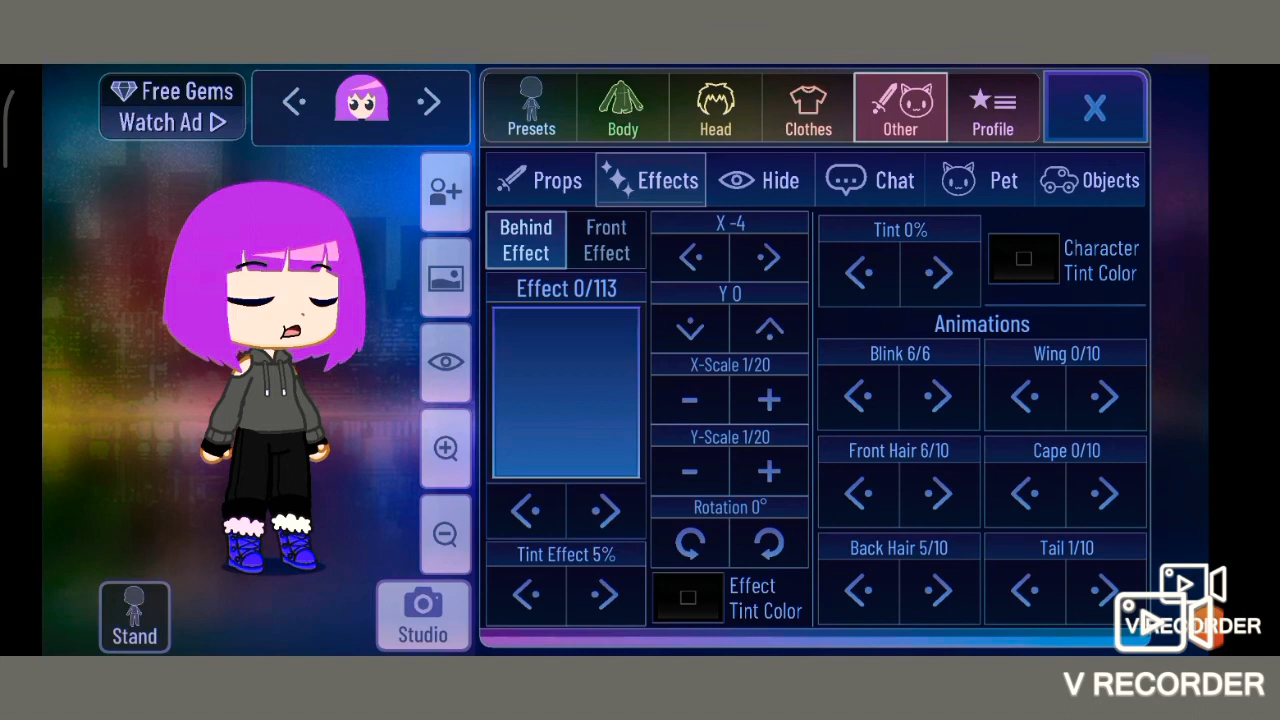 Free Gems
Watch Ad
Presets
Body
Head
Clothes
Other
Profile
X
Props
Effects
Hide
Chat
Pet
Objects
Behind
Effect
Front
Effect
Effect 0/113
Tint Effect 5%
X -4
Y 0
X-Scale 1/20
Y-Scale 1/20
Rotation 0°
Effect
Tint Color
Tint 0%
Character
Tint Color
Animations
Blink 6/6
Wing 0/10
Front Hair 6/10
Cape 0/10
Back Hair 5/10
Tail 1/10
Stand
Studio
V RECORDER
V RECORDER